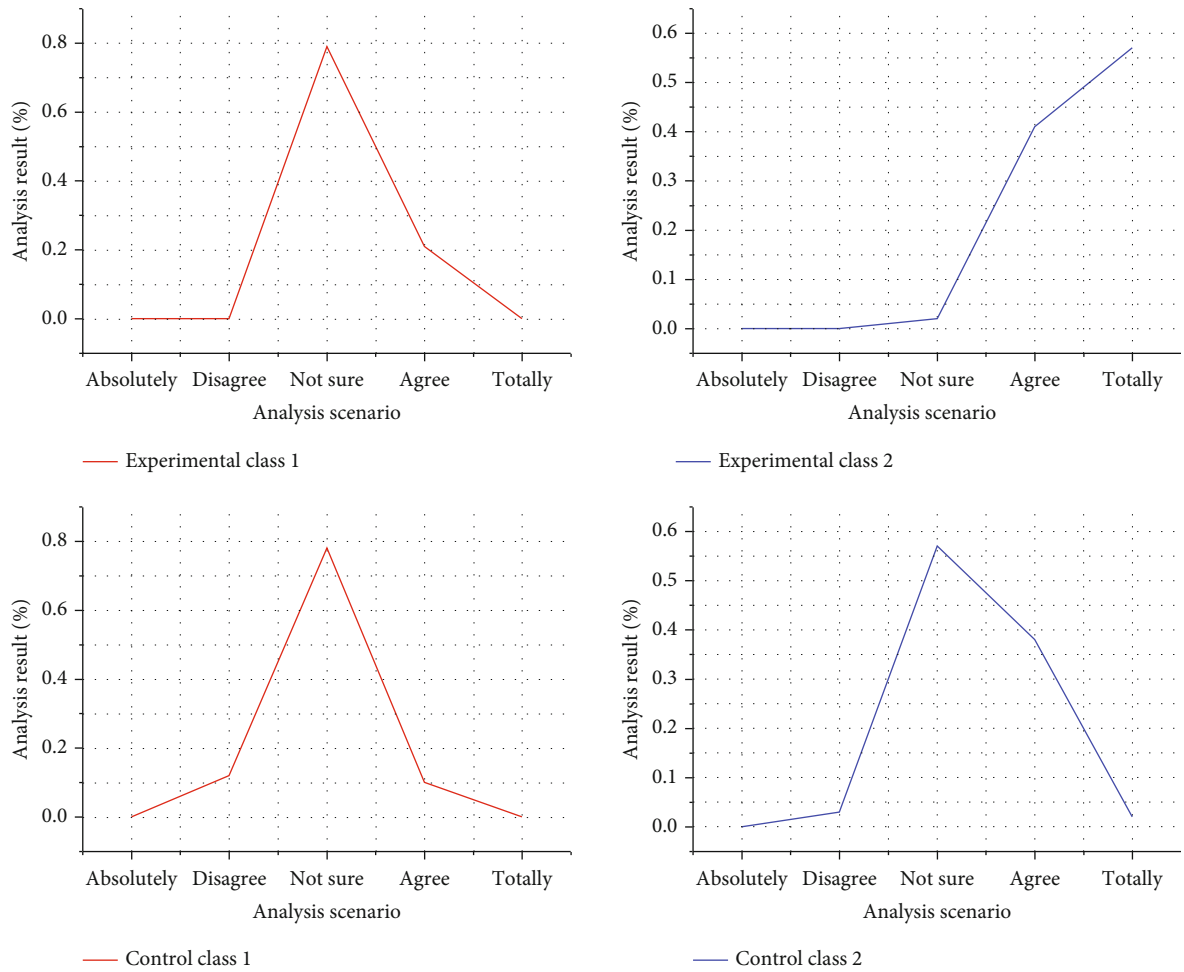 Analysis result (%)
0.8
0.6
0.4
0.2
0.0
Absolutely Disagree Not sure Agree Totally
Analysis scenario
Experimental class 1
Analysis result (%)
0.6
0.5
0.4
0.3
0.2
0.1
0.0
Absolutely Disagree Not sure Agree Totally
Analysis scenario
Experimental class 2
Analysis result (%)
0.8
0.6
0.4
0.2
0.0
Absolutely Disagree Not sure Agree Totally
Analysis scenario
Control class 1
Analysis result (%)
0.6
0.5
0.4
0.3
0.2
0.1
0.0
Absolutely Disagree Not sure Agree Totally
Analysis scenario
Control class 2